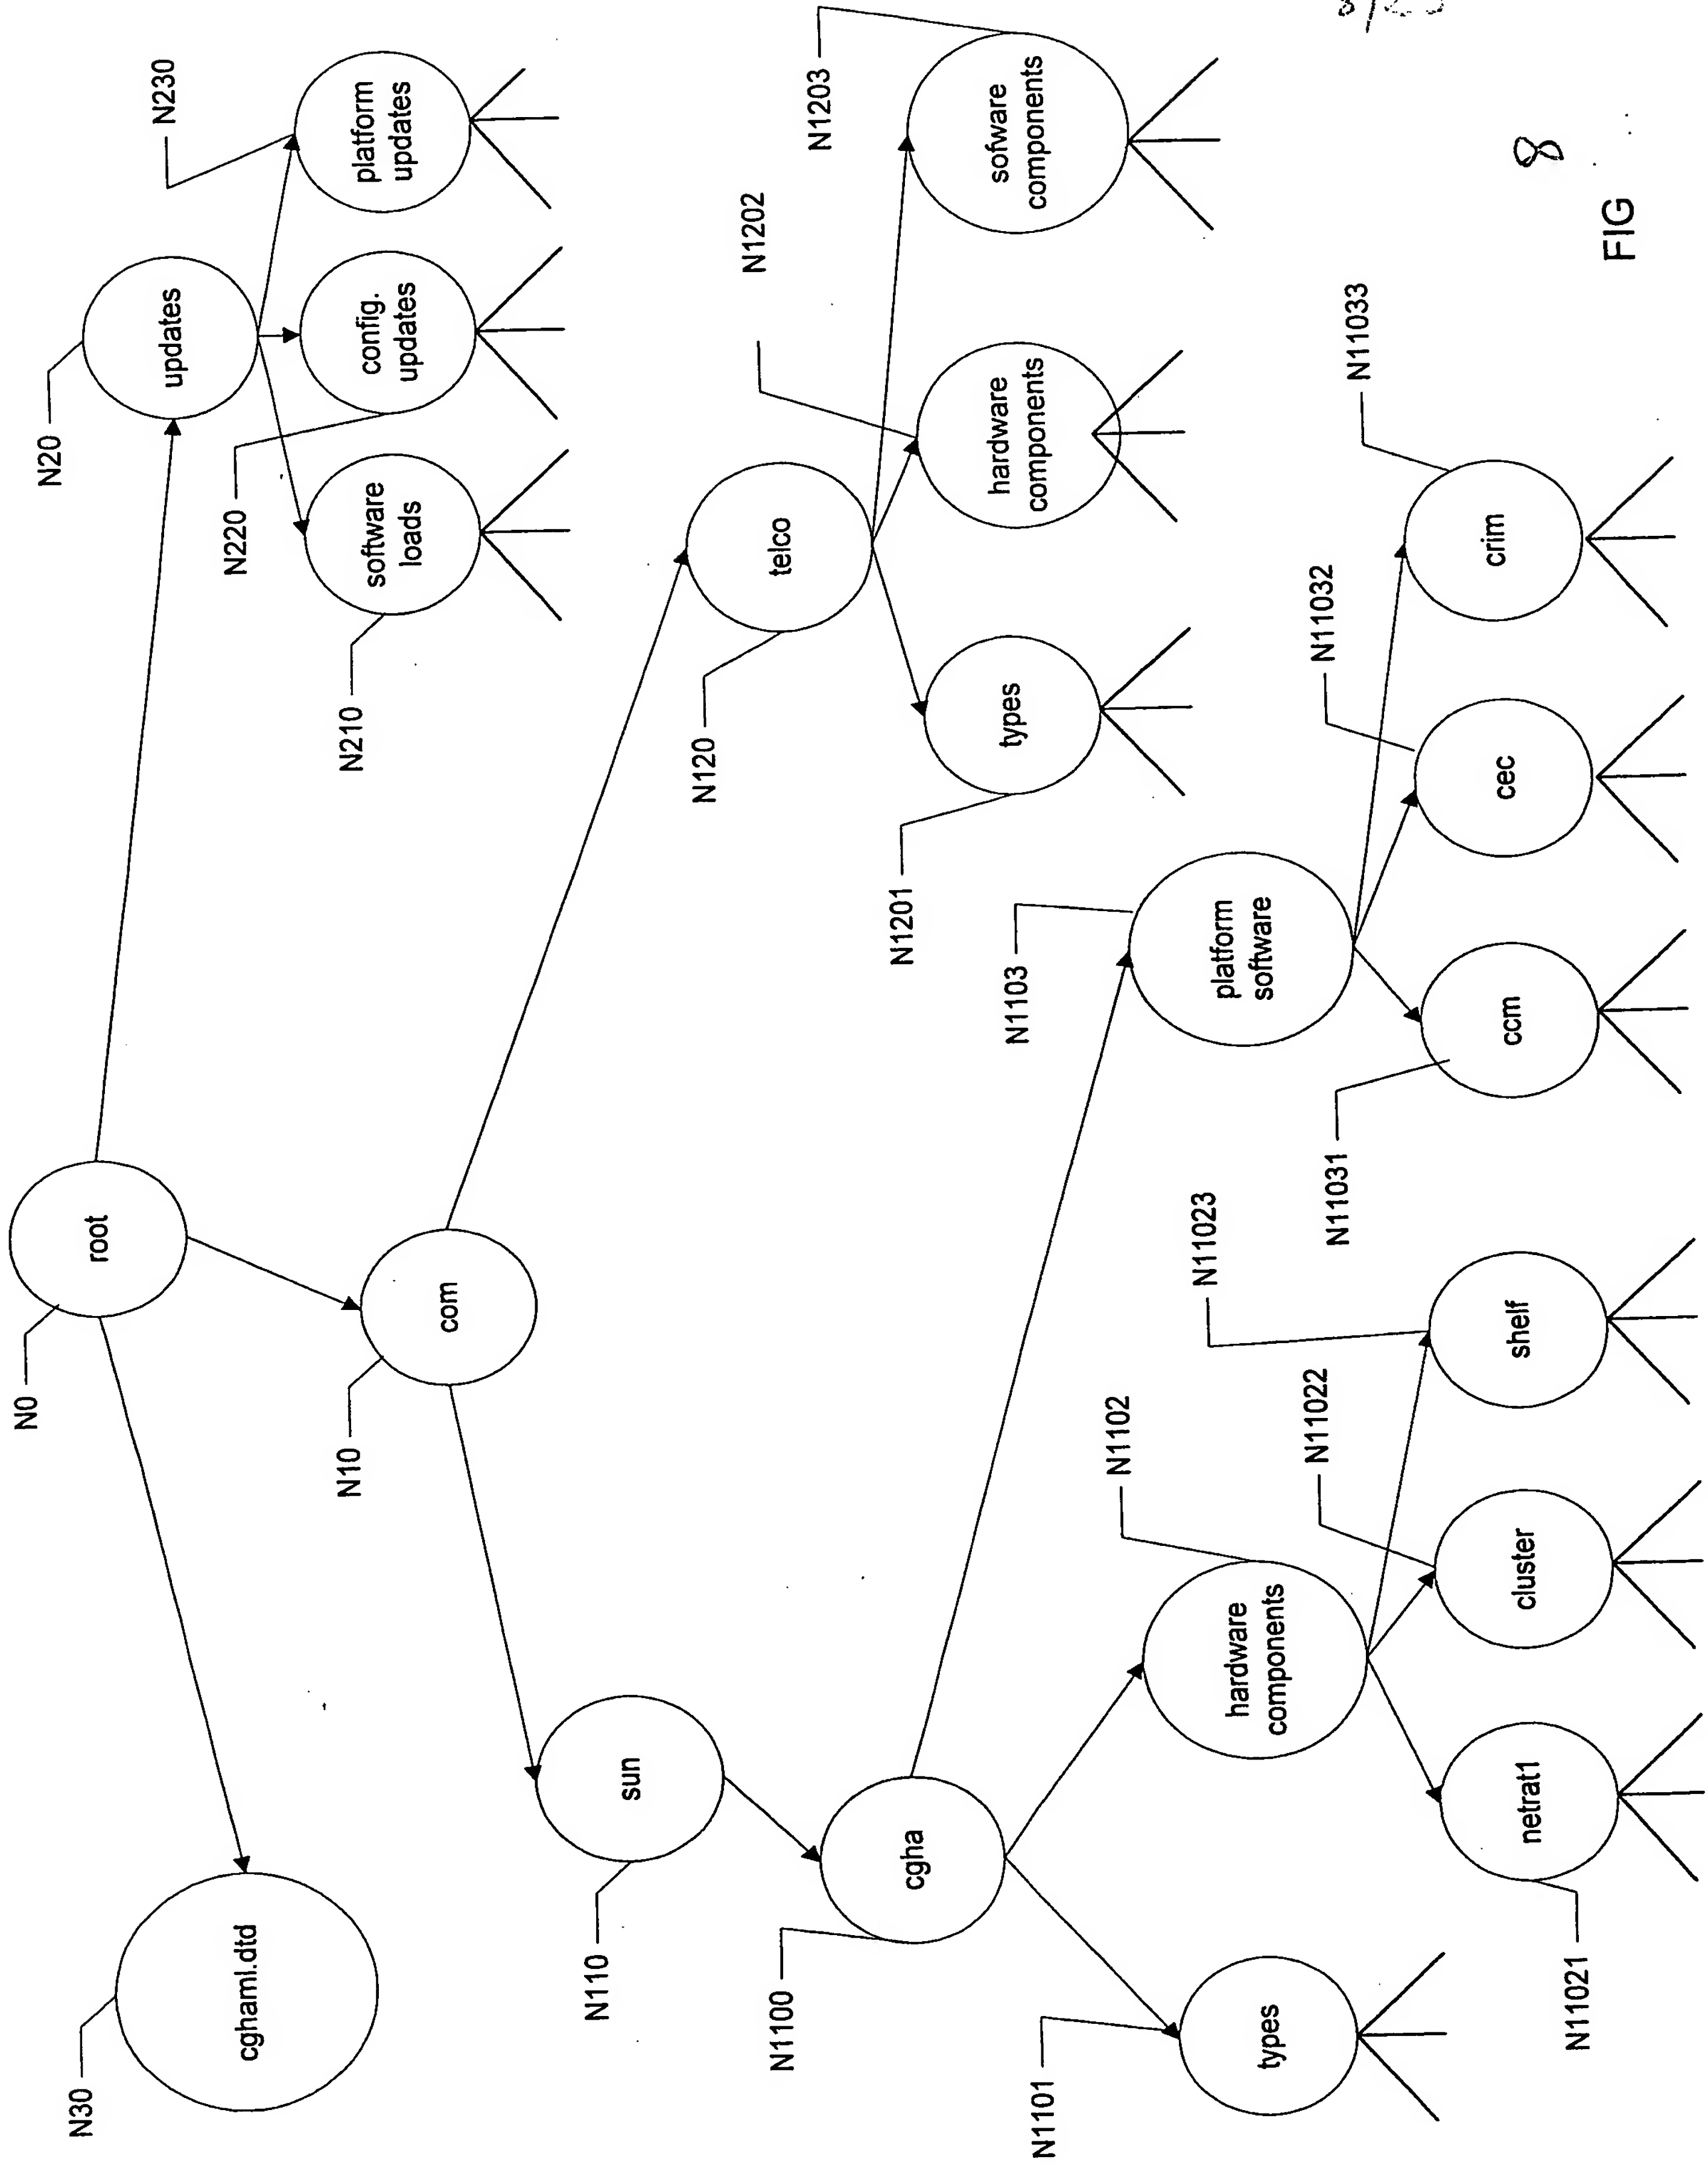 N30
N0
N20
root
cghaml.dtd
updates
N230
N10
N210
N220
software
loads
config.
updates
platform
updates
com
N110
sun
N120
telco
N1202
N1203
N1100
cgha
N1201
types
hardware
components
sofware
components
N1101
N1102
N1103
types
hardware
components
platform
software
N11023
N11022
N11031
N11032
N11033
netrat1
cluster
shelf
ccm
cec
crim
N11021
FIG 8